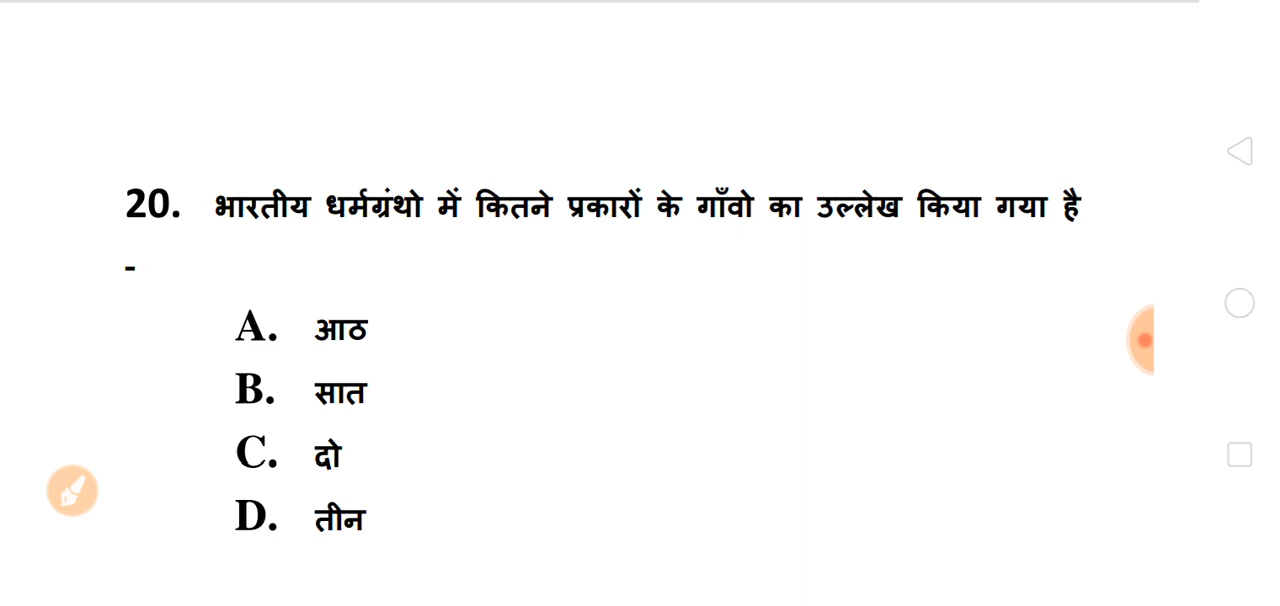 20. भारतीय धर्मग्रंथो में कितने प्रकारों के गाँवो का उल्लेख किया गया है
-
A. आठ
B. सात
C. दो
D. तीन